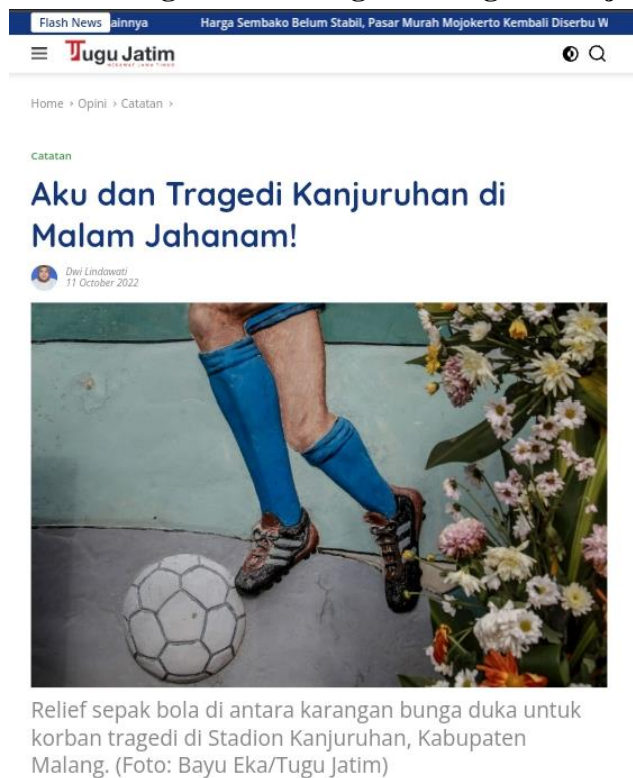 Flash News ainnya Harga Sembako Belum Stabil, Pasar Murah Mojokerto Kembali Diserbu W
Tugu Jatim
Home › Opini › Catatan ›
Catatan
Aku dan Tragedi Kanjuruhan di
Malam Jahanam!
Dwi Lindawati
11 October 2022
Relief sepak bola di antara karangan bunga duka untuk
korban tragedi di Stadion Kanjuruhan, Kabupaten
Malang. (Foto: Bayu Eka/Tugu Jatim)